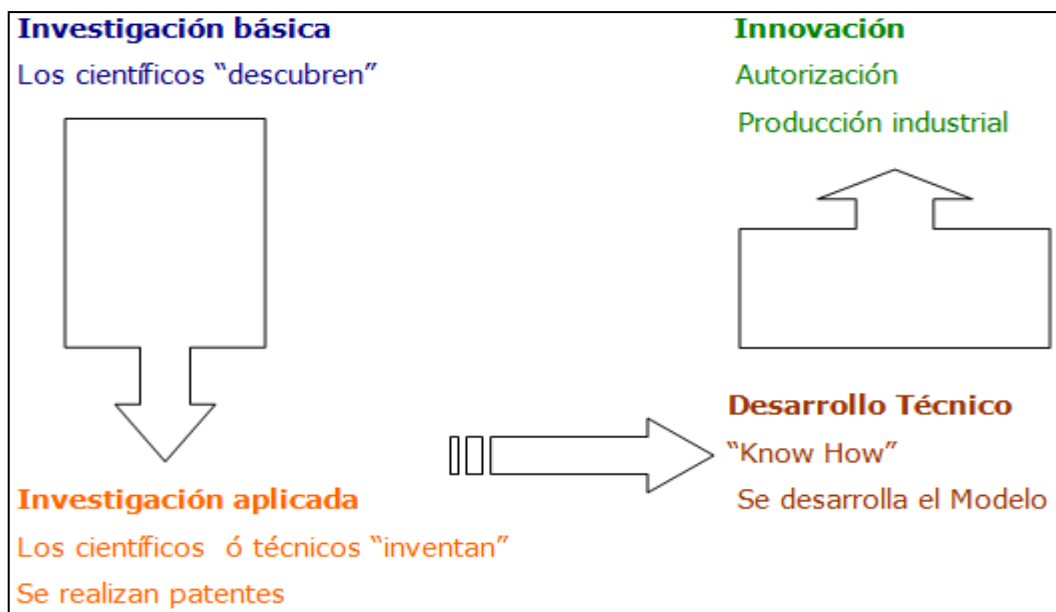 Investigación básica
Los científicos “descubren”
Investigación aplicada
Los científicos ó técnicos “inventan”
Se realizan patentes
Desarrollo Técnico
“Know How”
Se desarrolla el Modelo
Innovación
Autorización
Producción industrial